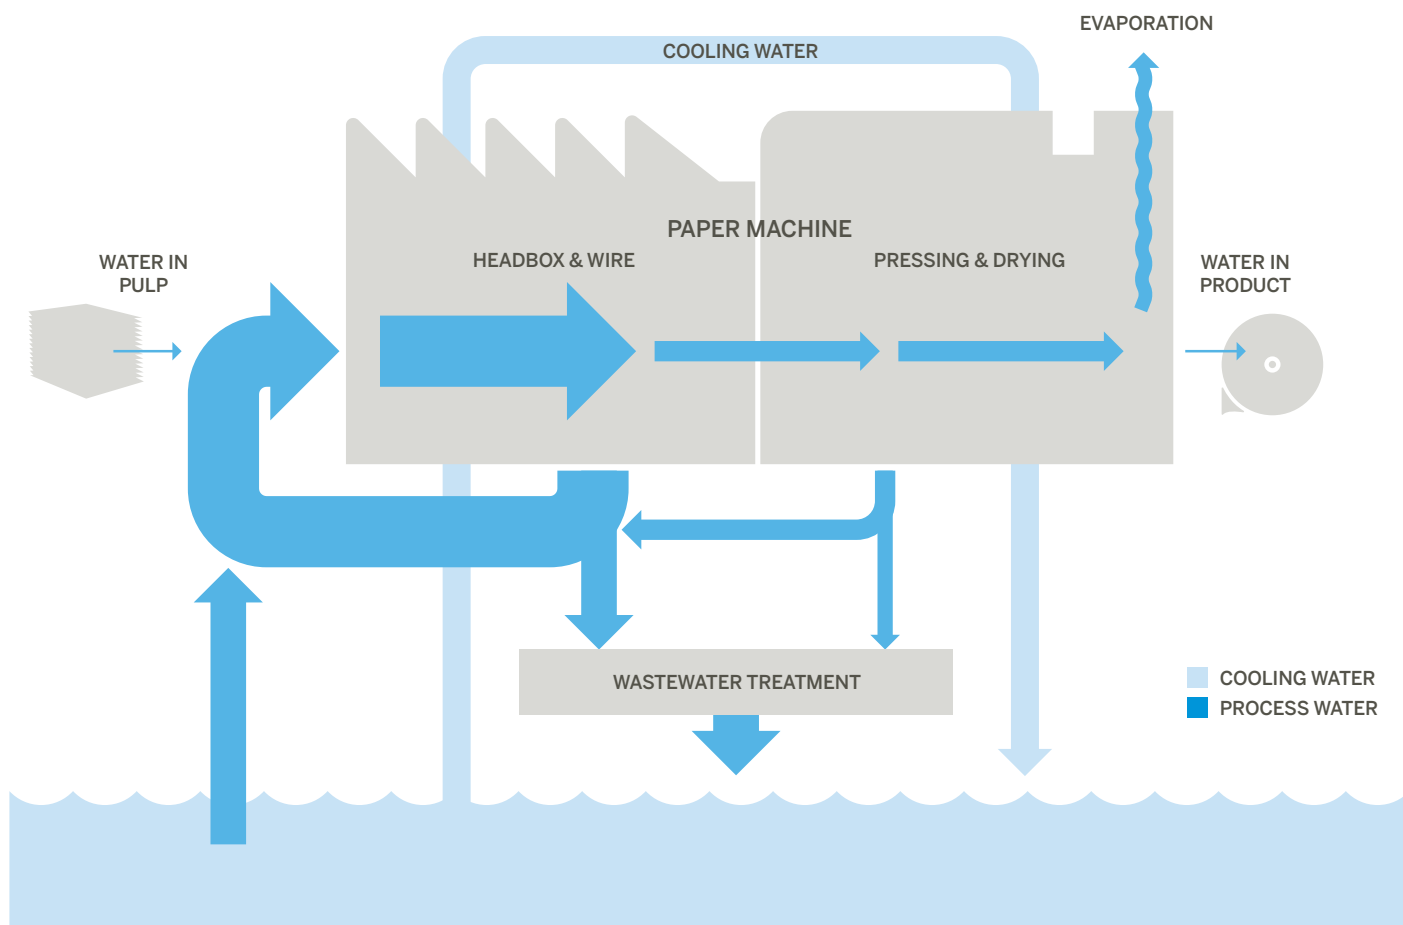 EVAPORATION
COOLING WATER
PAPER MACHINE
WATER IN
PULP
HEADBOX & WIRE
PRESSING & DRYING
WATER IN
PRODUCT
WASTEWATER TREATMENT
COOLING WATER
PROCESS WATER